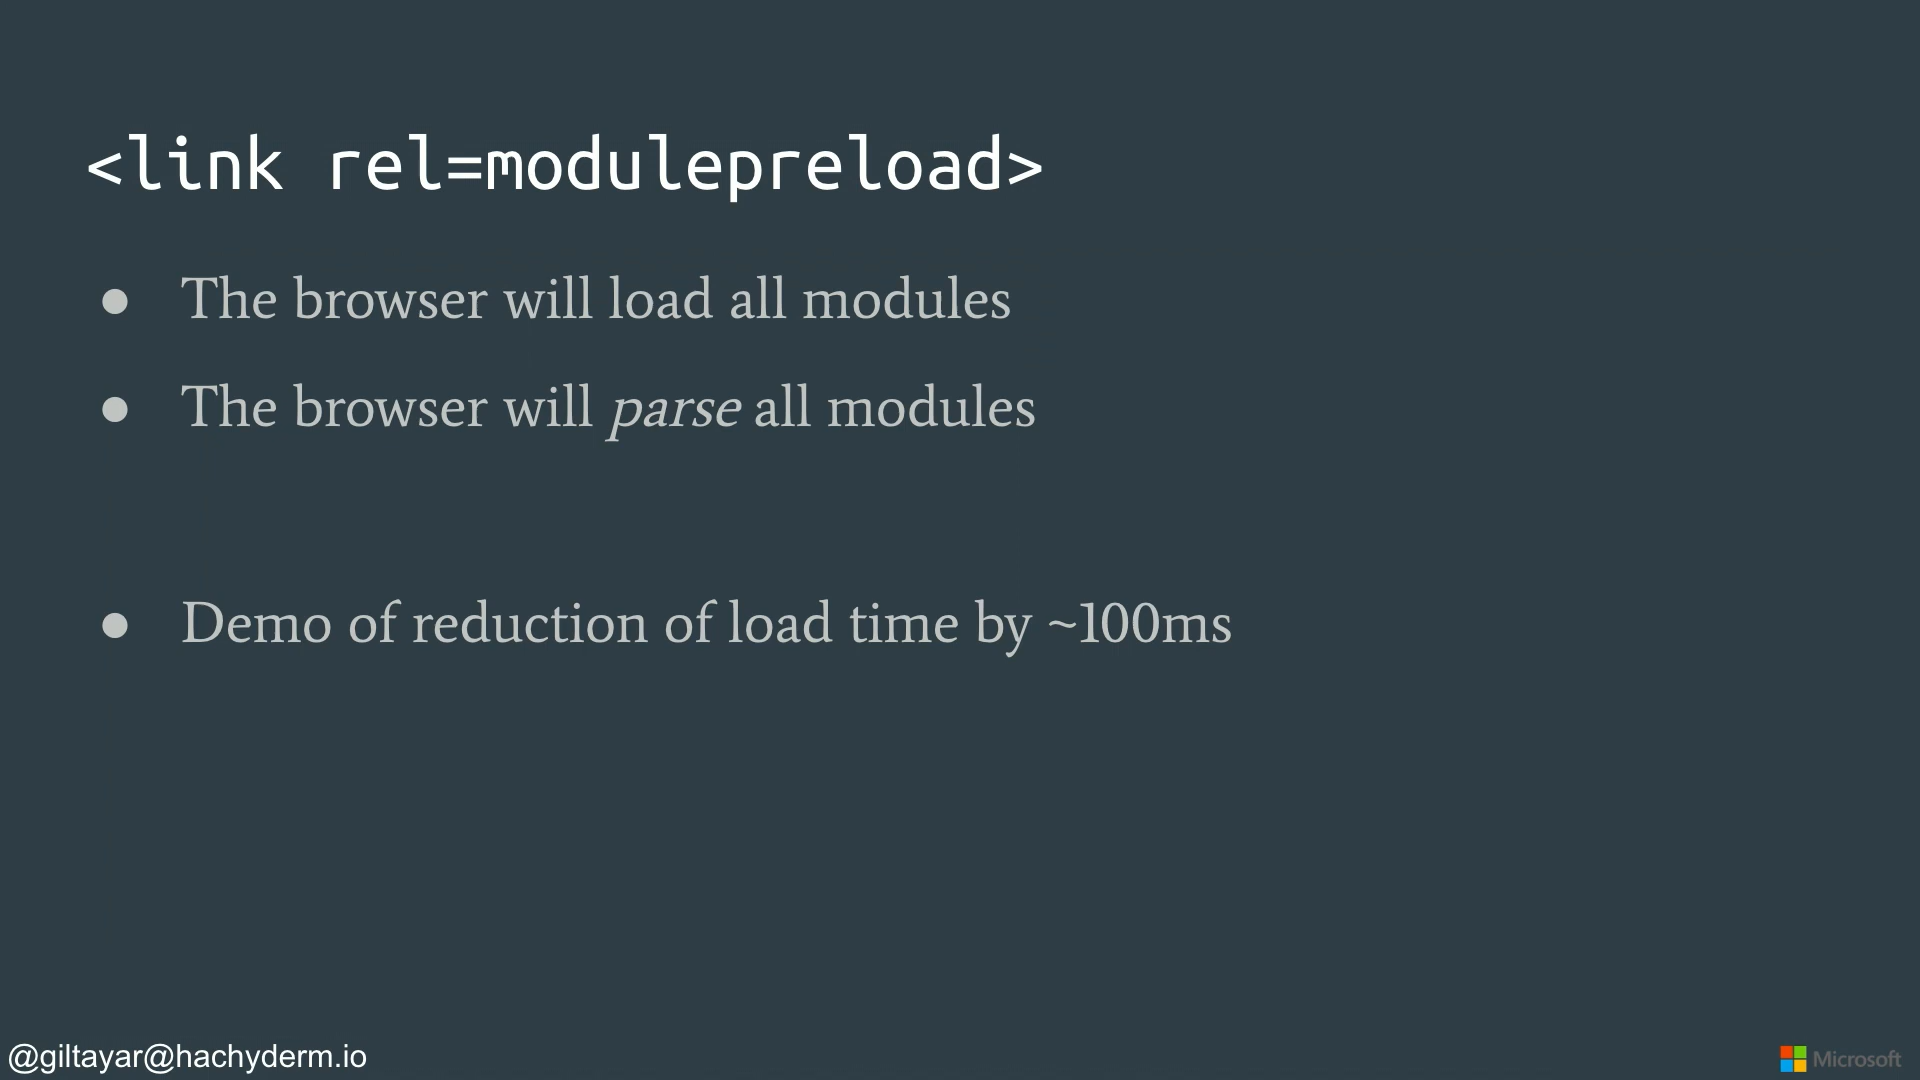 <link rel=modulepreload>
● The browser will load all modules
● The browser will parse all modules
● Demo of reduction of load time by ~100ms
@giltayar@hachyderm.io
Microsoft